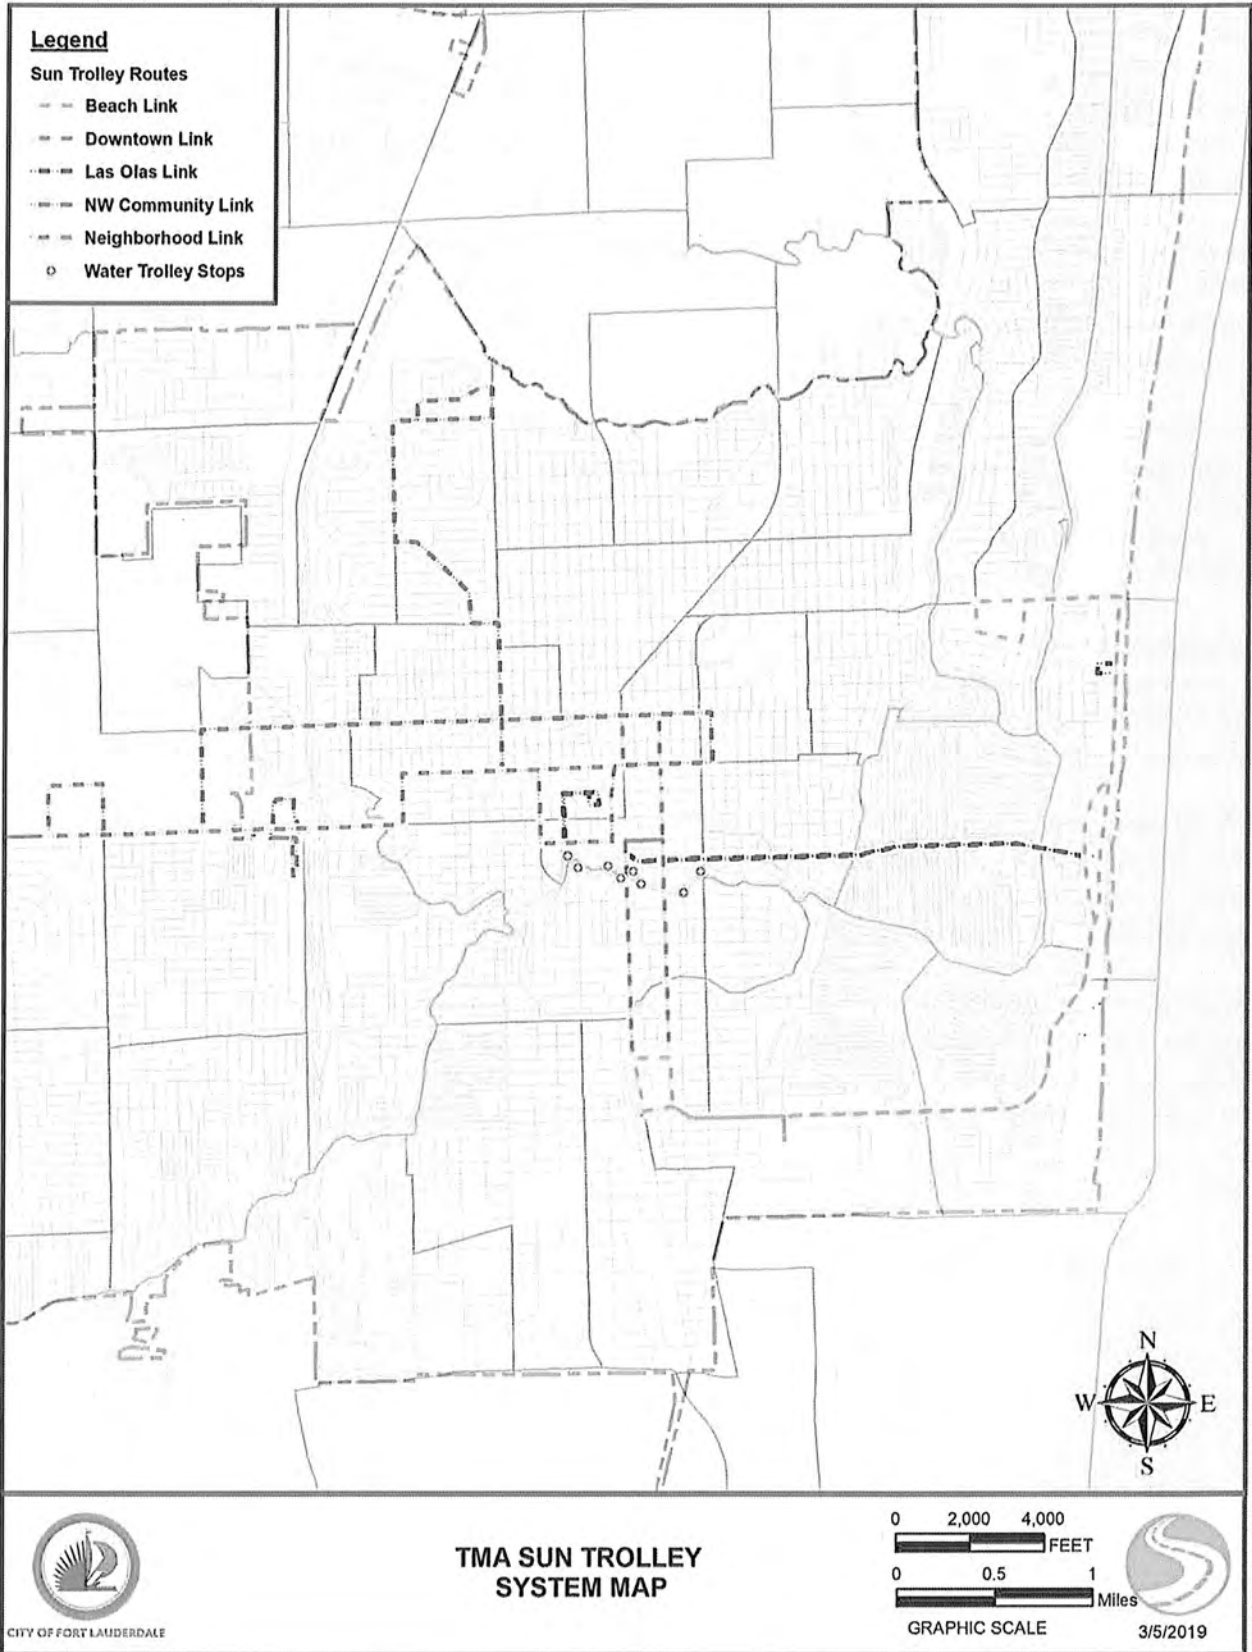 Legend
Sun Trolley Routes
Beach Link
Downtown Link
Las Olas Link
NW Community Link
Neighborhood Link
Water Trolley Stops
N
W E
S
CITY OF FORT LAUDERDALE
TMA SUN TROLLEY
SYSTEM MAP
0 2,000 4,000
FEET
0 0.5 1
Miles
GRAPHIC SCALE
3/5/2019